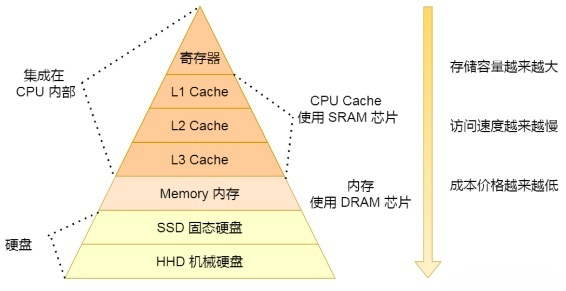 寄存器
L1 Cache
L2 Cache
L3 Cache
Memory 内存
SSD 固态硬盘
HHD 机械硬盘
集成在
CPU 内部
硬盘
CPU Cache
使用 SRAM 芯片
内存
使用 DRAM 芯片
存储容量越来越大
访问速度越来越慢
成本价格越来越低